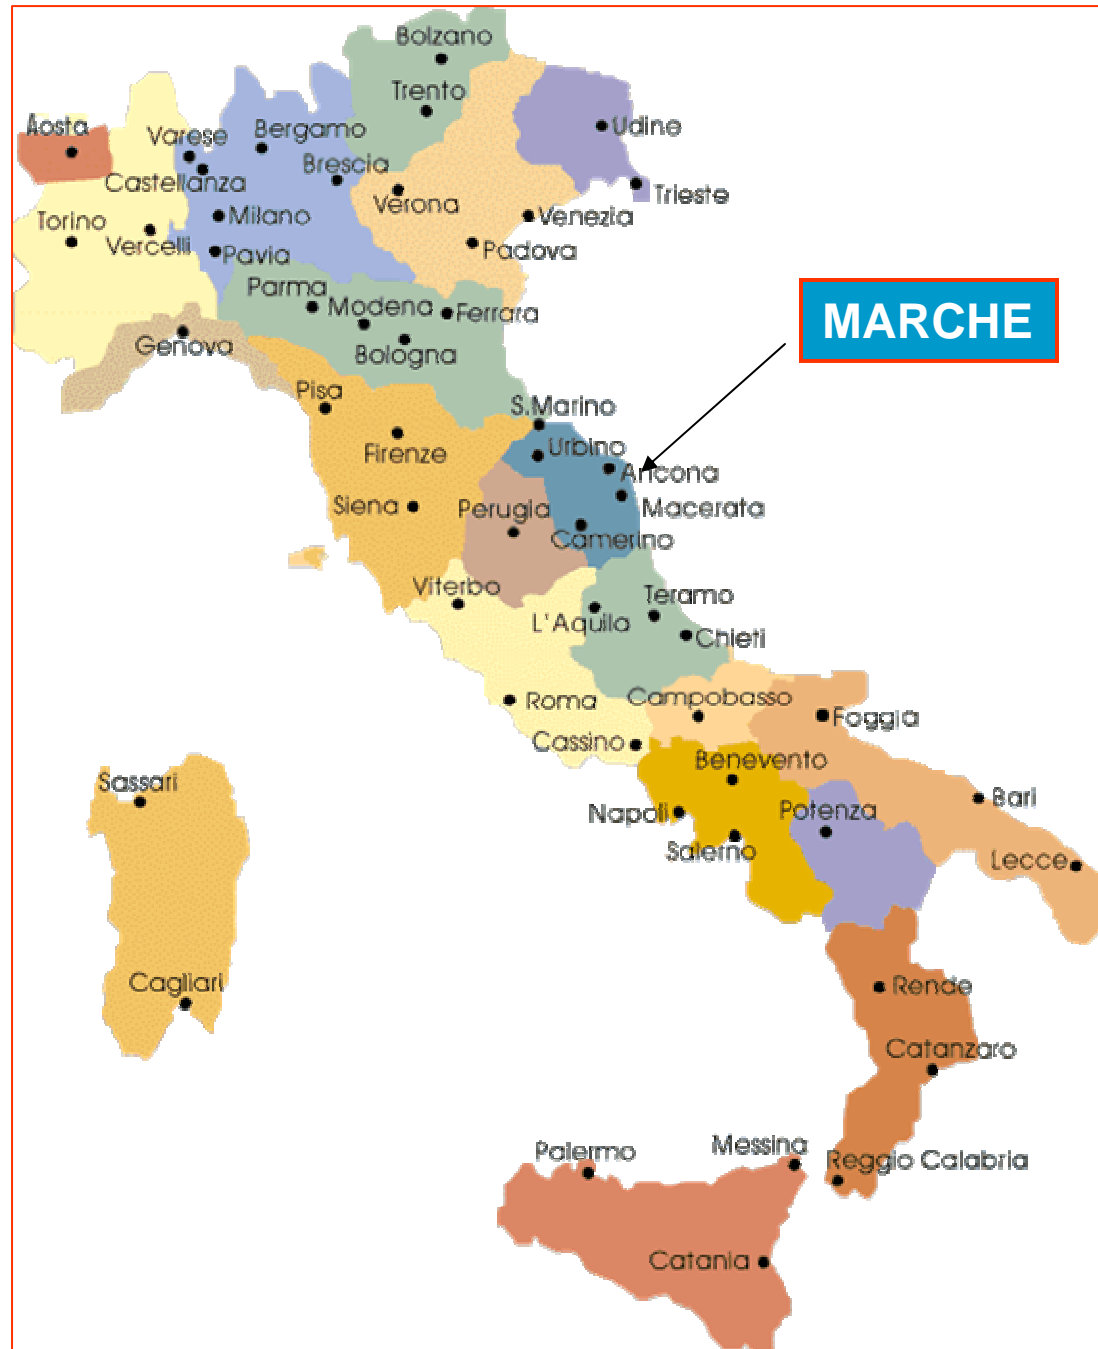 Bolzano
Trento
Udine
Aosta
Varese
Bergamo
Brescia
Castellanza
Verona
Trieste
Torino
Milano
Venezia
Vercelli
Pavia
Padova
Parma
Modena
Ferrara
MARCHE
Genova
Bologna
Pisa
S.Marino
Firenze
Urbino
Ancona
Siena
Perugia
Macerata
Camerino
Viterbo
Teramo
L'Aquila
Chieti
Roma
Campobasso
Foggia
Cassino
Benevento
Sassari
Bari
Napoli
Potenza
Salerno
Lecce
Cagliari
Rende
Catanzaro
Messina
Palermo
Reggio Calabria
Catania